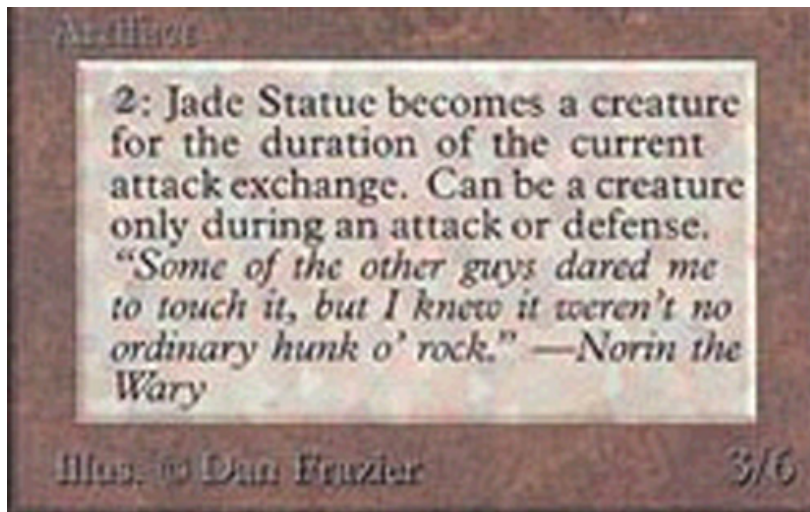 Artifact
2: Jade Statue becomes a creature
for the duration of the current
attack exchange. Can be a creature
only during an attack or defense.
“Some of the other guys dared me
to touch it, but I knew it weren’t no
ordinary hunk o’ rock.” —Norin the
Wary
Illus. © Dan Frazier 3/6